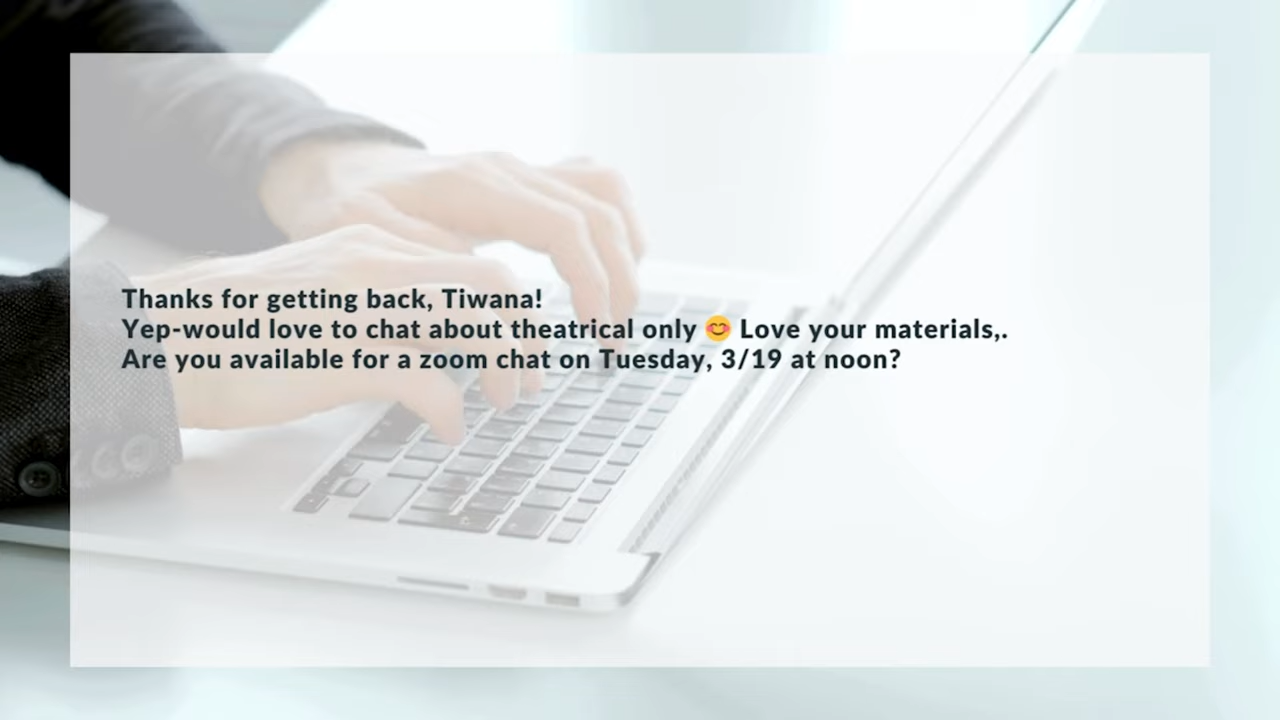 Thanks for getting back, Tiwana!
Yep-would love to chat about theatrical only 😊 Love your materials,.
Are you available for a zoom chat on Tuesday, 3/19 at noon?